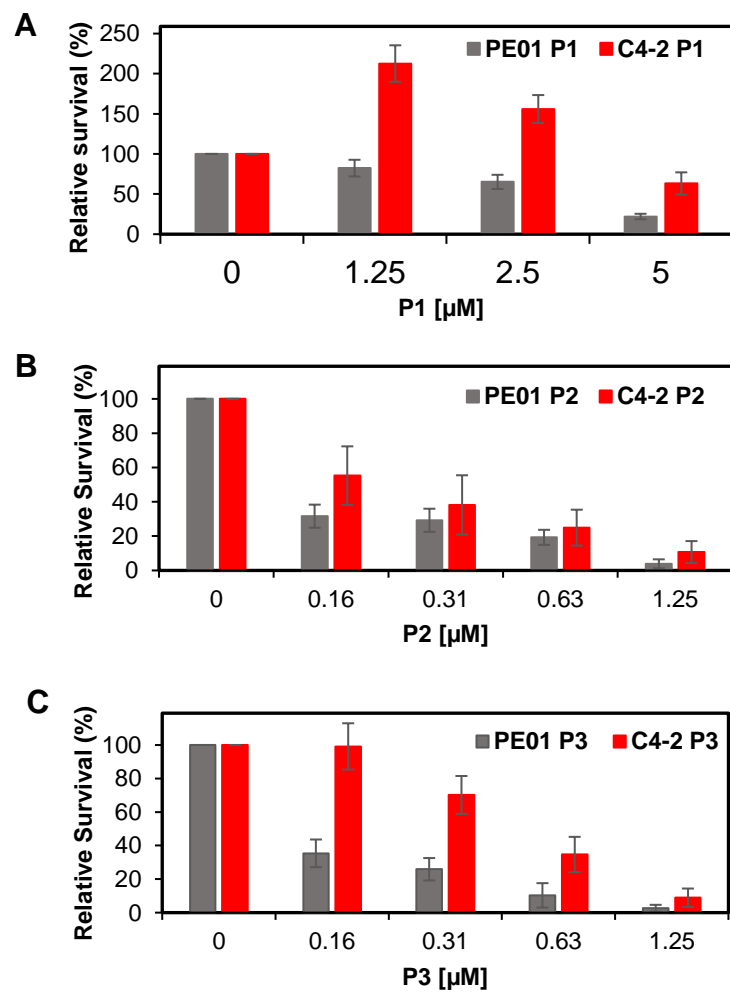 A
Relative survival (%)
250
200
150
100
50
0
PE01 P1 C4-2 P1
0 1.25 2.5 5
P1 [µM]
B
Relative Survival (%)
100
80
60
40
20
0
PE01 P2 C4-2 P2
0 0.16 0.31 0.63 1.25
P2 [µM]
C
Relative Survival (%)
100
80
60
40
20
0
PE01 P3 C4-2 P3
0 0.16 0.31 0.63 1.25
P3 [µM]